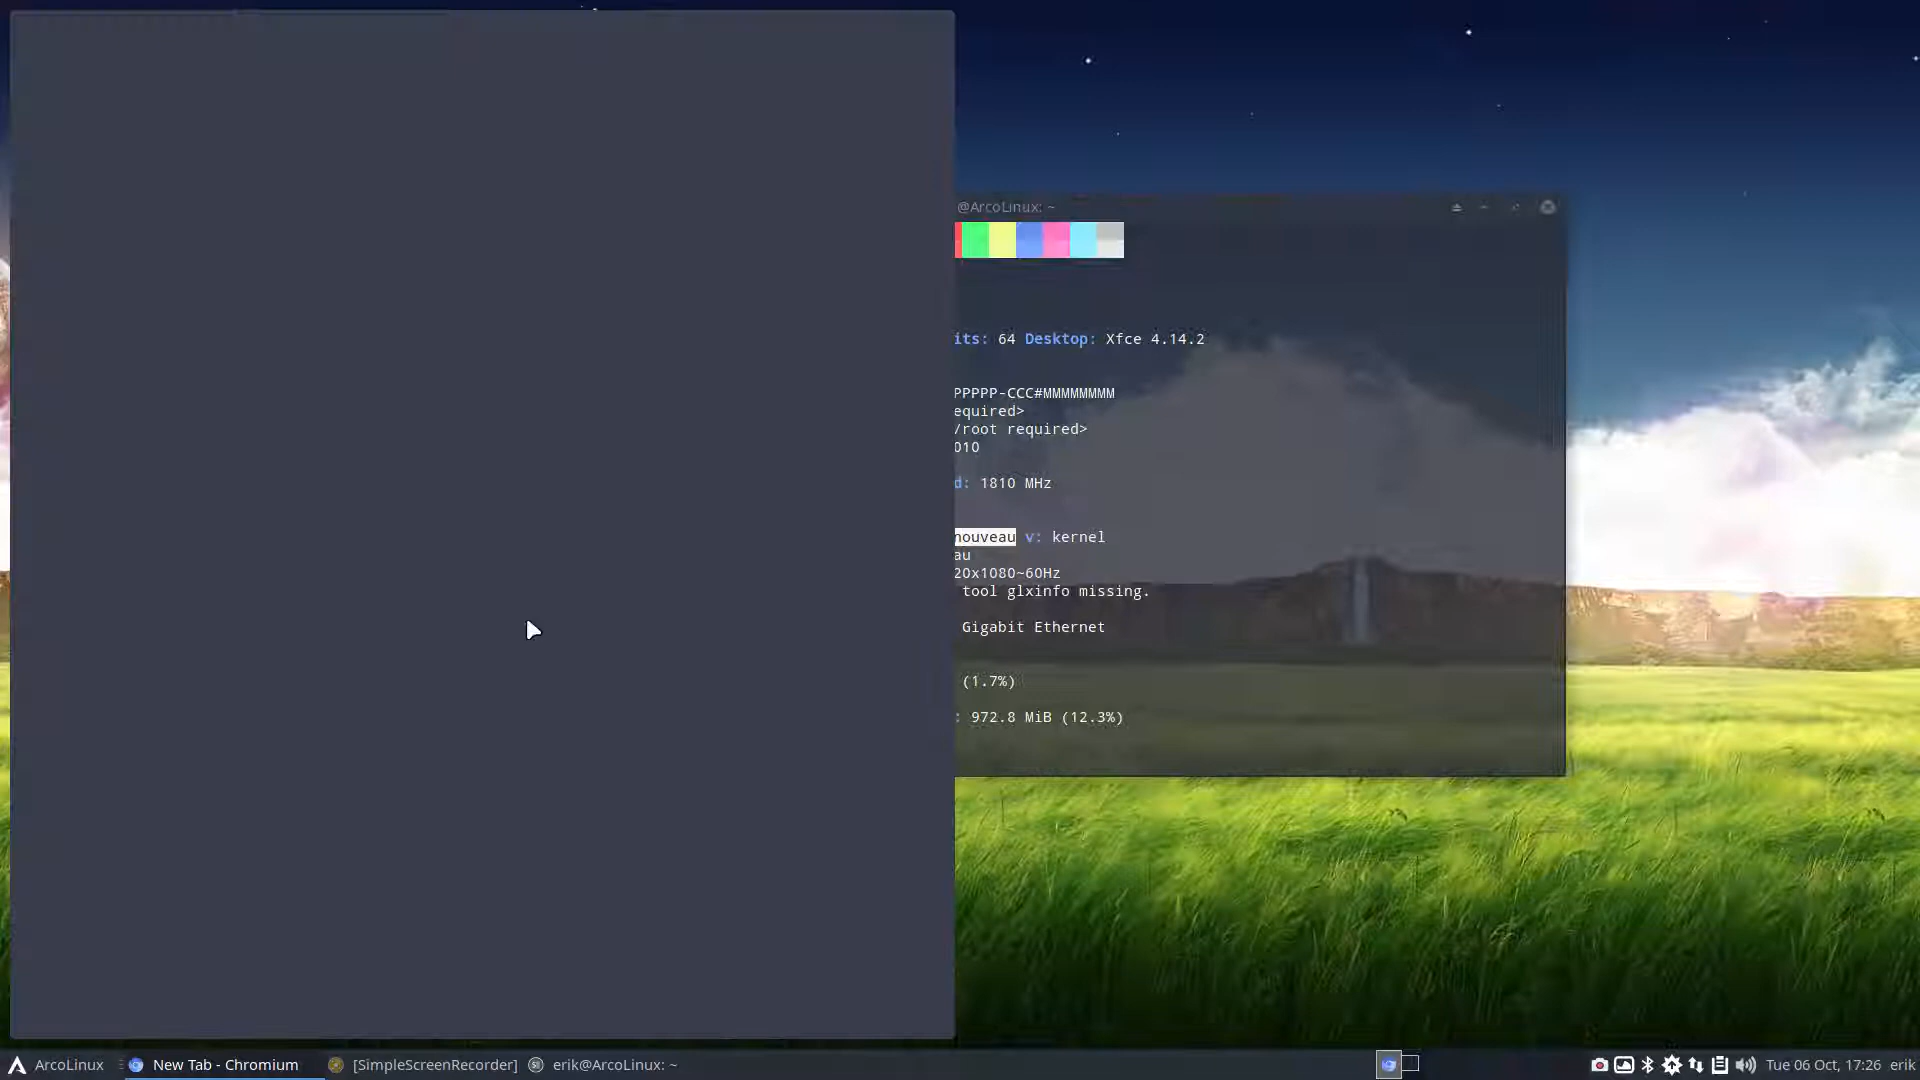 @ArcoLinux: ~
its: 64 Desktop: Xfce 4.14.2
PPPPP-CCC#MMMMMMMM
equired>
/root required>
010
d: 1810 MHz
nouveau v: kernel
au
20x1080~60Hz
tool glxinfo missing.
Gigabit Ethernet
(1.7%)
: 972.8 MiB (12.3%)
ArcoLinux New Tab - Chromium [SimpleScreenRecorder] erik@ArcoLinux: ~ Tue 06 Oct, 17:26 erik